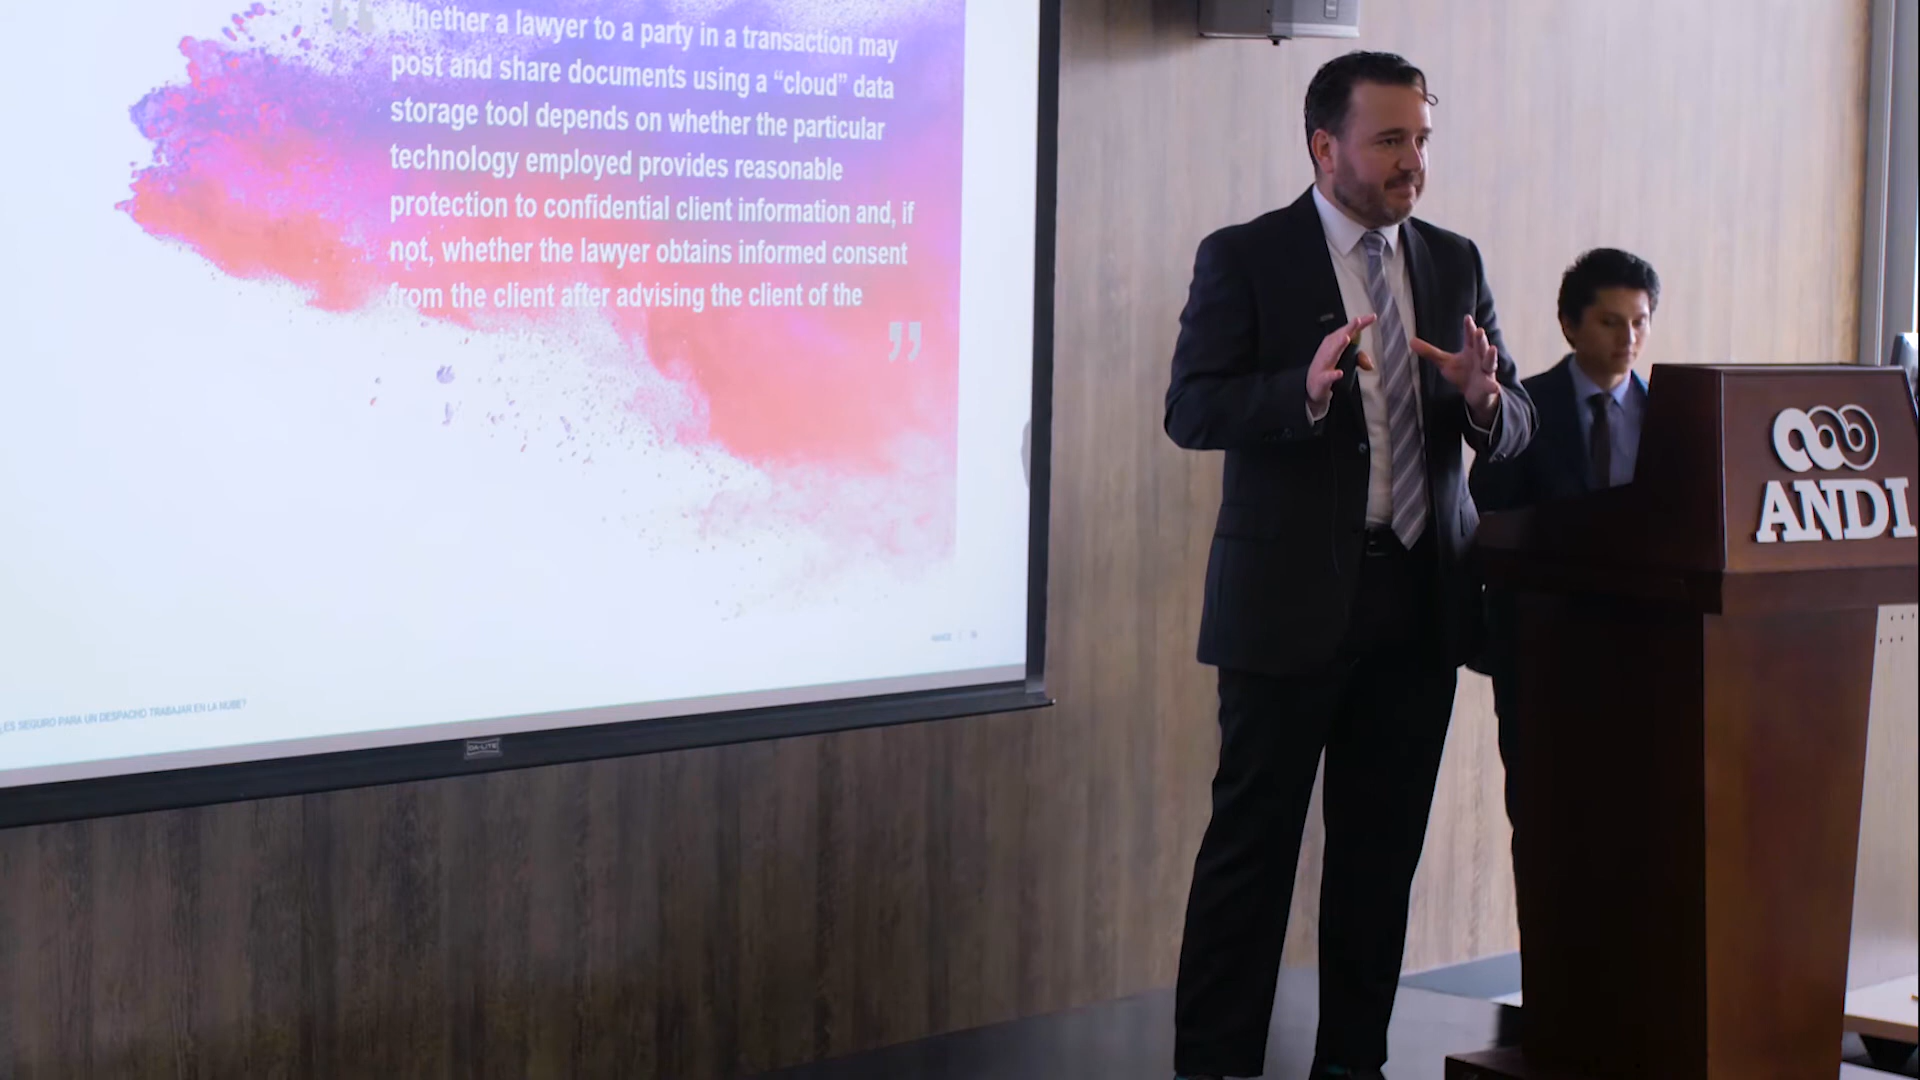 “
Whether a lawyer to a party in a transaction may
post and share documents using a “cloud” data
storage tool depends on whether the particular
technology employed provides reasonable
protection to confidential client information and, if
not, whether the lawyer obtains informed consent
from the client after advising the client of the
”
¿ES SEGURO PARA UN DESPACHO TRABAJAR EN LA NUBE?
DA-LITE
ANDI